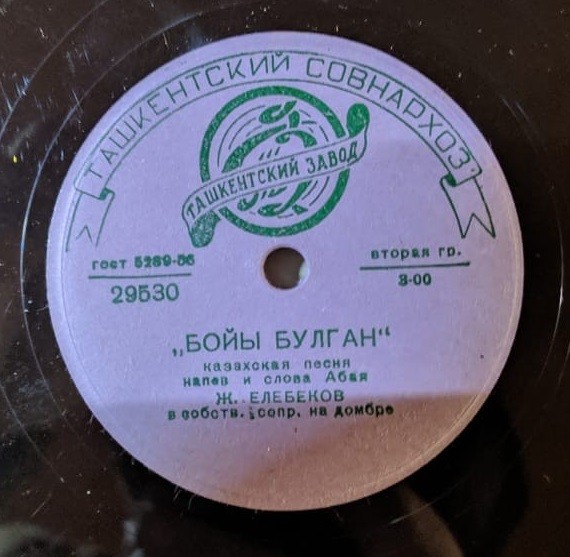 ТАШКЕНТСКИЙ СОВНАРХОЗ
ТАШКЕНТСКИЙ ЗАВОД
гост 5289-56
вторая гр.
29530
3-00
„БОЙЫ БУЛГАН“
казахская песня
напев и слова Абая
Ж. ЕЛЕБЕКОВ
в собств. сопр. на домбре